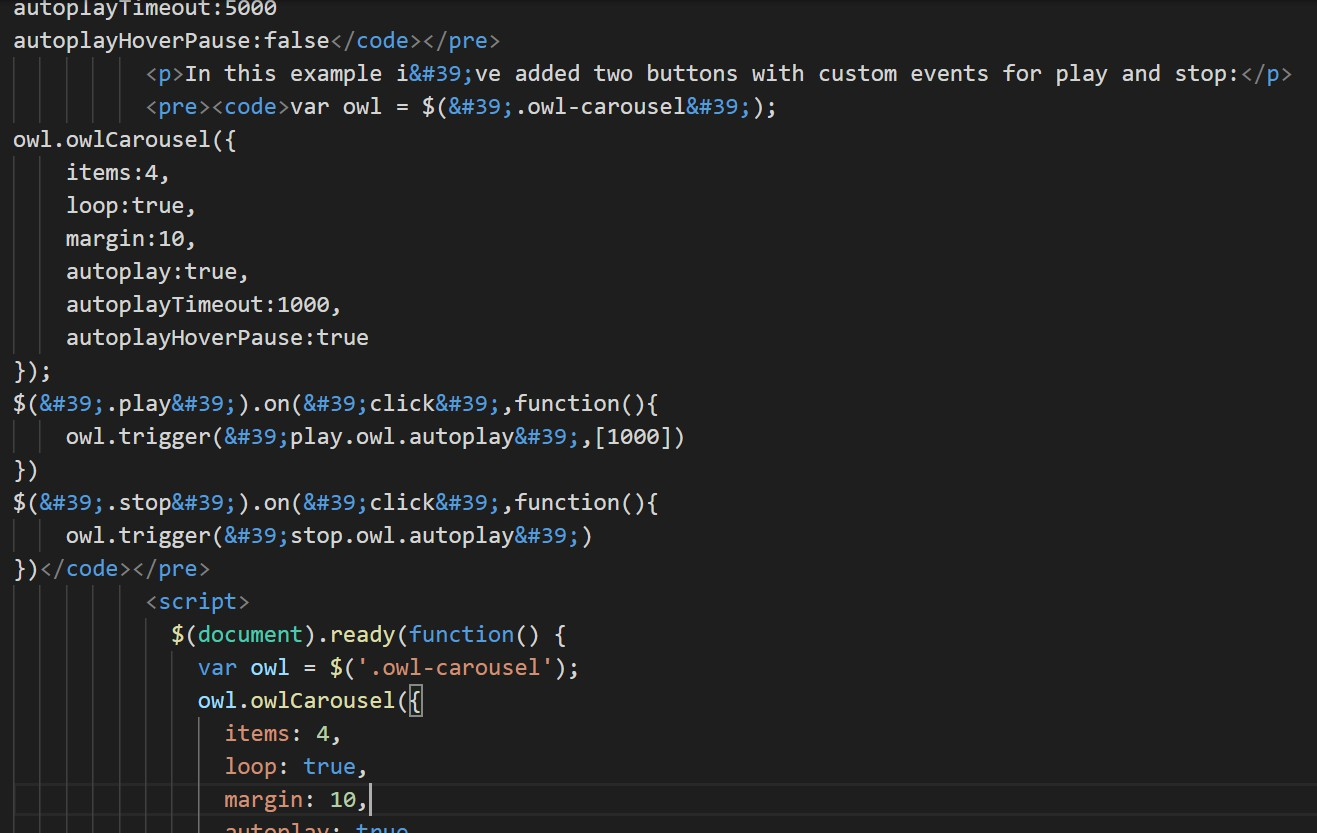 autoplayTimeout:5000
autoplayHoverPause:false</code></pre>
<p>In this example i&#39;ve added two buttons with custom events for play and stop:</p>
<pre><code>var owl = $(&#39;.owl-carousel&#39;);
owl.owlCarousel({
    items:4,
    loop:true,
    margin:10,
    autoplay:true,
    autoplayTimeout:1000,
    autoplayHoverPause:true
});
$(&#39;.play&#39;).on(&#39;click&#39;,function(){
    owl.trigger(&#39;play.owl.autoplay&#39;,[1000])
})
$(&#39;.stop&#39;).on(&#39;click&#39;,function(){
    owl.trigger(&#39;stop.owl.autoplay&#39;)
})</code></pre>
          <script>
            $(document).ready(function() {
              var owl = $('.owl-carousel');
              owl.owlCarousel({
                items: 4,
                loop: true,
                margin: 10,
                autoplay: true